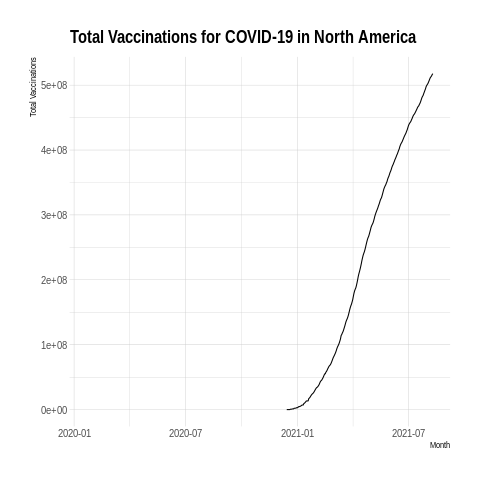 Total Vaccinations for COVID-19 in North America
Total Vaccinations
5e+08
4e+08
3e+08
2e+08
1e+08
0e+00
2020-01 2020-07 2021-01 2021-07
Month